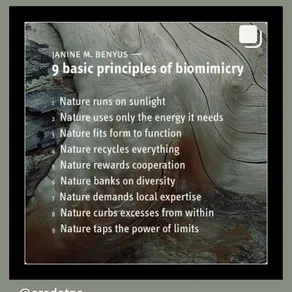 JANINE M. BENYUS —
9 basic principles of biomimicry
1 Nature runs on sunlight
2 Nature uses only the energy it needs
3 Nature fits form to function
4 Nature recycles everything
5 Nature rewards cooperation
6 Nature banks on diversity
7 Nature demands local expertise
8 Nature curbs excesses from within
9 Nature taps the power of limits